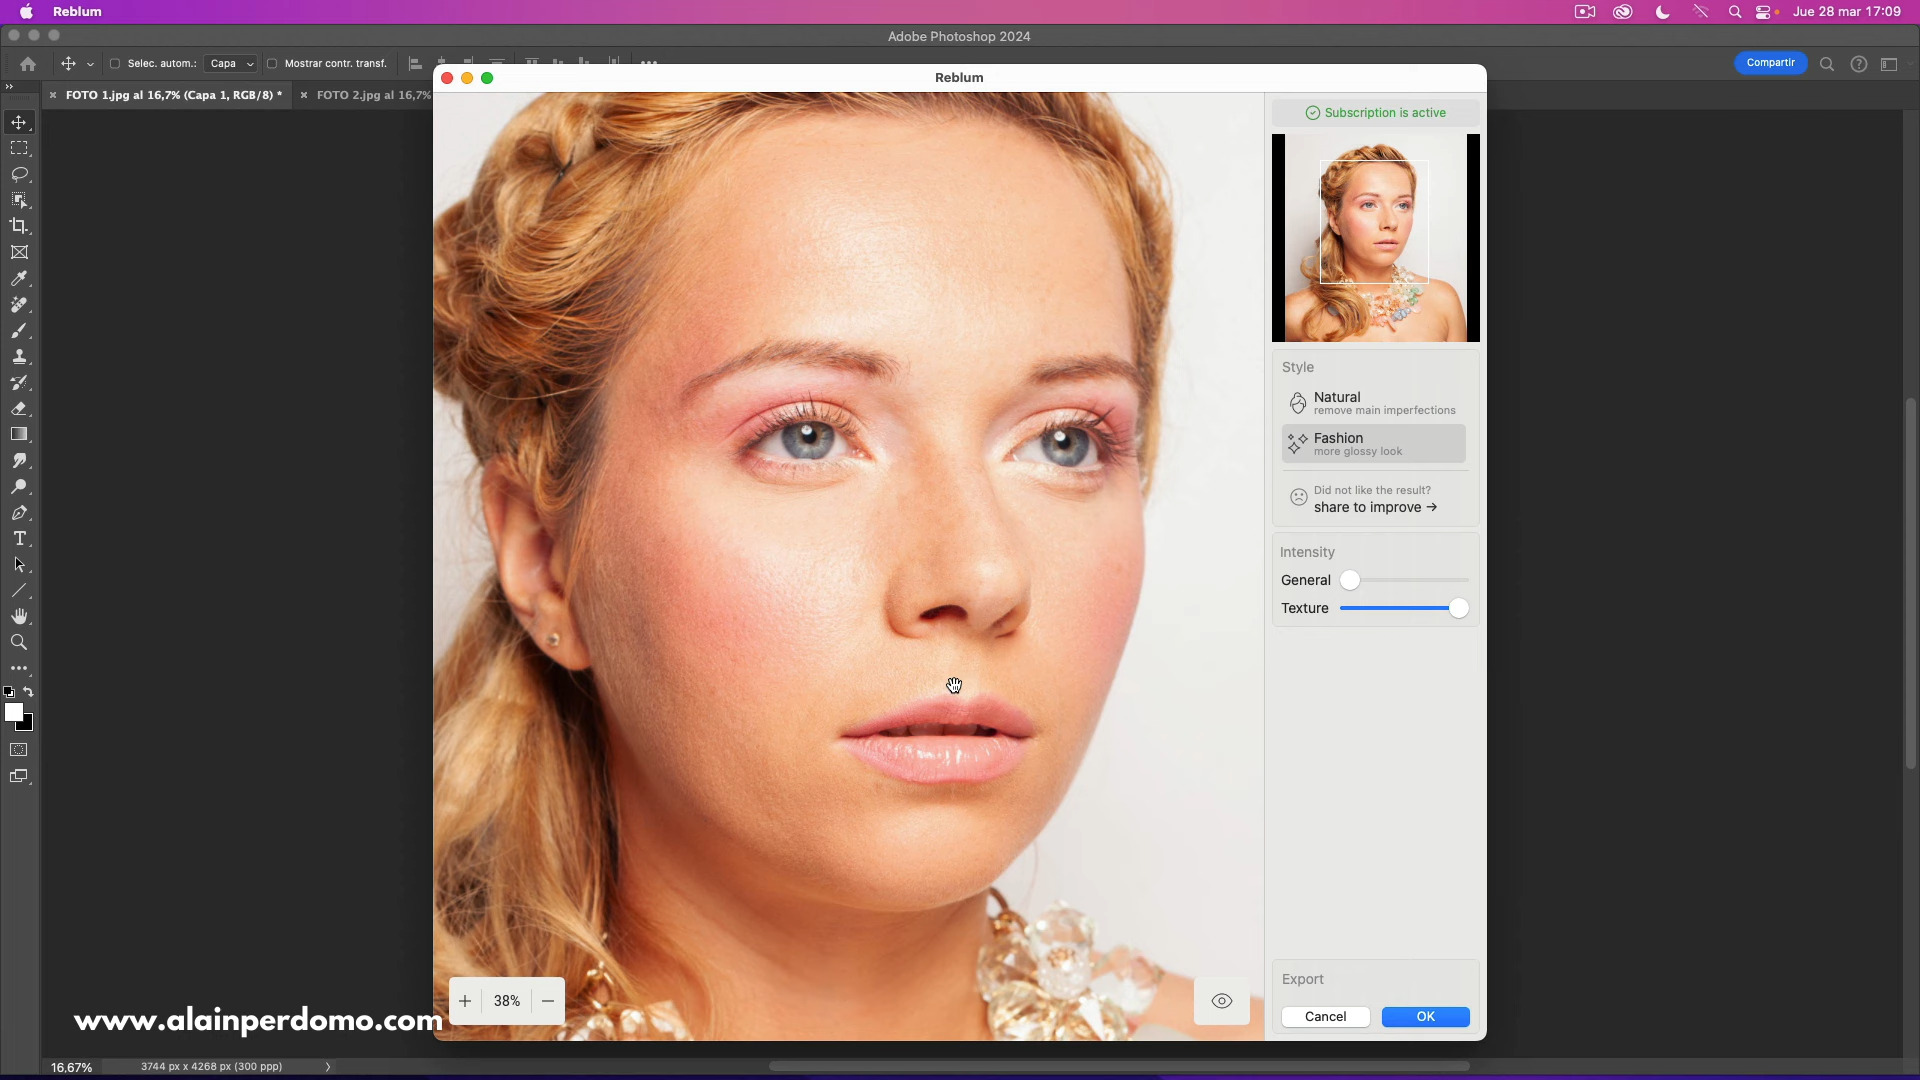 Reblum
Jue 28 mar 17:09
Adobe Photoshop 2024
Selec. autom.:
Capa
Mostrar contr. transf.
Compartir
FOTO 1.jpg al 16,7% (Capa 1, RGB/8) *
FOTO 2.jpg al 16,7%
Reblum
Subscription is active
Style
Natural
remove main imperfections
Fashion
more glossy look
Did not like the result?
share to improve →
Intensity
General
Texture
Export
Cancel
OK
+ 38% −
www.alainperdomo.com
16,67%
3744 px x 4268 px (300 ppp)